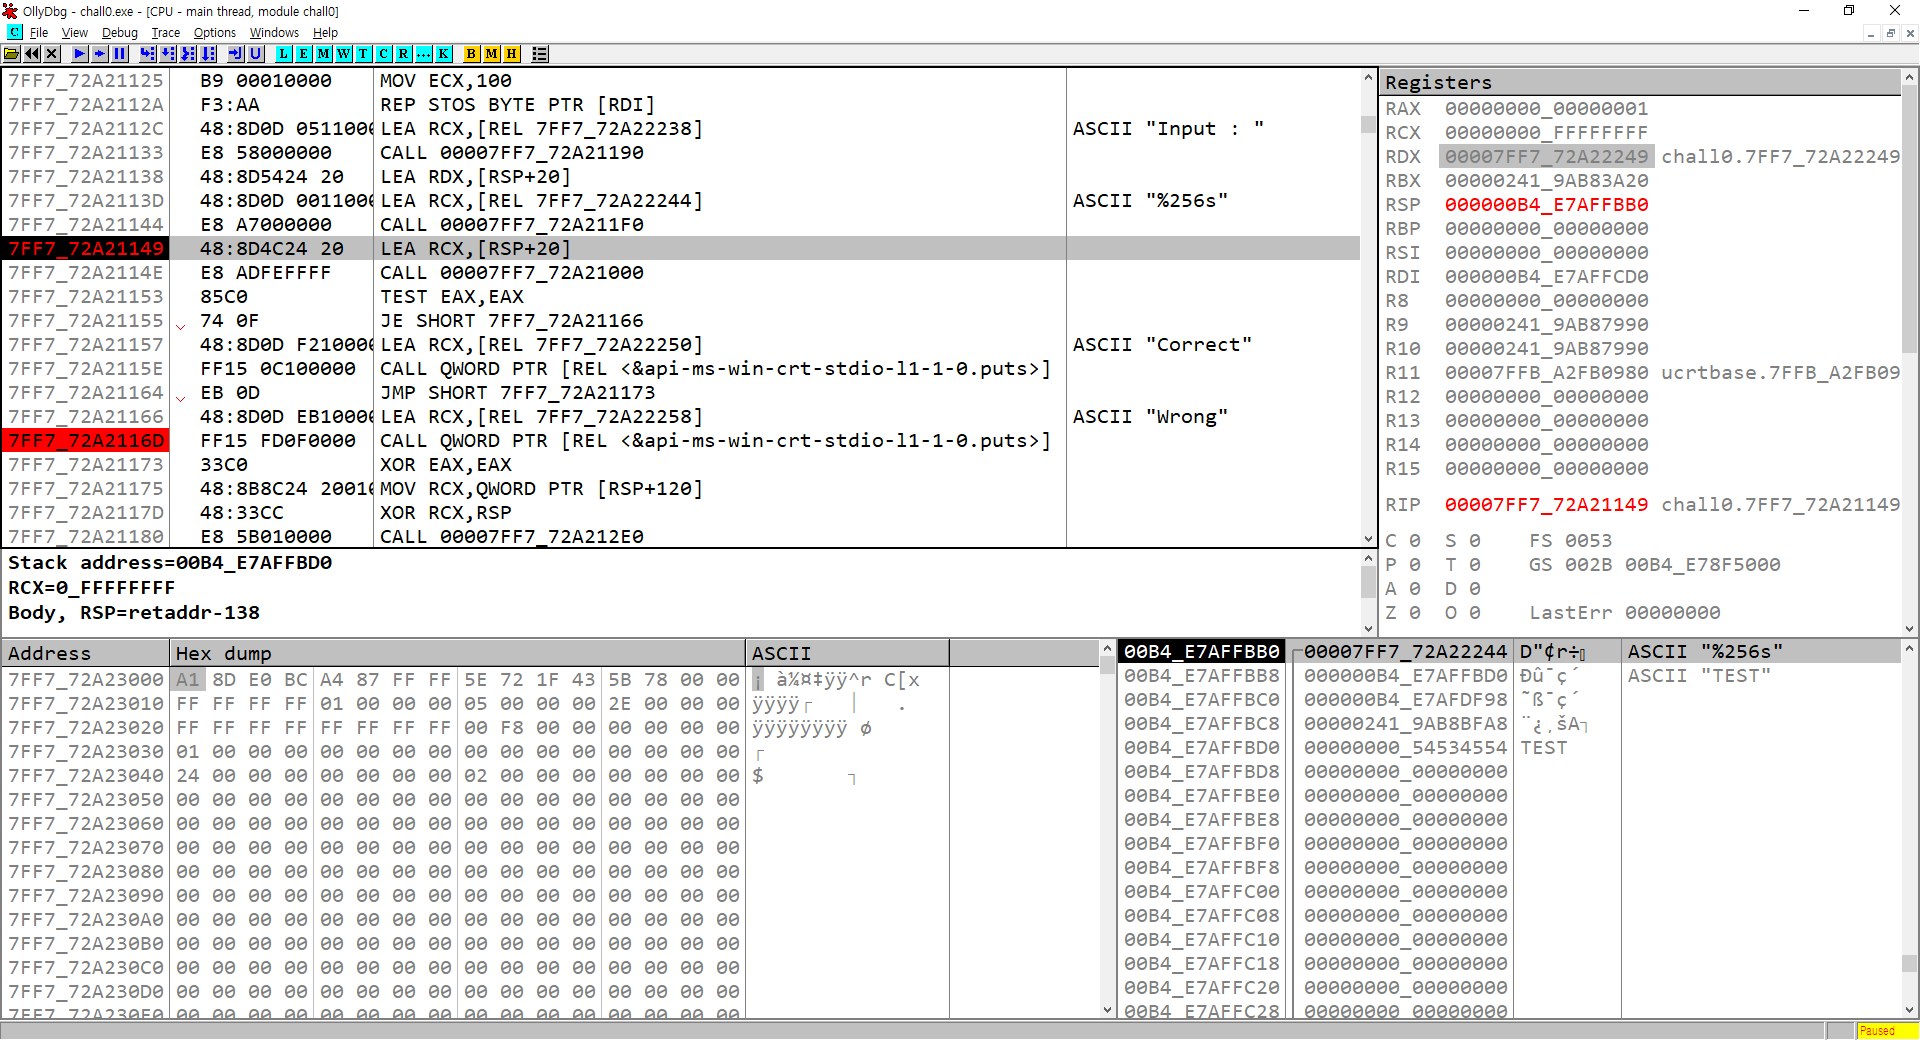 OllyDbg - chall0.exe - [CPU - main thread, module chall0]
File View Debug Trace Options Windows Help
L E M W T C R ... K B M H
7FF7_72A21125 B9 00010000 MOV ECX,100
7FF7_72A2112A F3:AA REP STOS BYTE PTR [RDI]
7FF7_72A2112C 48:8D0D 0511000 LEA RCX,[REL 7FF7_72A22238] ASCII "Input : "
7FF7_72A21133 E8 58000000 CALL 00007FF7_72A21190
7FF7_72A21138 48:8D5424 20 LEA RDX,[RSP+20]
7FF7_72A2113D 48:8D0D 0011000 LEA RCX,[REL 7FF7_72A22244] ASCII "%256s"
7FF7_72A21144 E8 A7000000 CALL 00007FF7_72A211F0
7FF7_72A21149 48:8D4C24 20 LEA RCX,[RSP+20]
7FF7_72A2114E E8 ADFEFFFF CALL 00007FF7_72A21000
7FF7_72A21153 85C0 TEST EAX,EAX
7FF7_72A21155 74 0F JE SHORT 7FF7_72A21166
7FF7_72A21157 48:8D0D F210000 LEA RCX,[REL 7FF7_72A22250] ASCII "Correct"
7FF7_72A2115E FF15 0C100000 CALL QWORD PTR [REL <&api-ms-win-crt-stdio-l1-1-0.puts>]
7FF7_72A21164 EB 0D JMP SHORT 7FF7_72A21173
7FF7_72A21166 48:8D0D EB10000 LEA RCX,[REL 7FF7_72A22258] ASCII "Wrong"
7FF7_72A2116D FF15 FD0F0000 CALL QWORD PTR [REL <&api-ms-win-crt-stdio-l1-1-0.puts>]
7FF7_72A21173 33C0 XOR EAX,EAX
7FF7_72A21175 48:8B8C24 2001 MOV RCX,QWORD PTR [RSP+120]
7FF7_72A2117D 48:33CC XOR RCX,RSP
7FF7_72A21180 E8 5B010000 CALL 00007FF7_72A212E0
Stack address=00B4_E7AFFBD0
RCX=0_FFFFFFFF
Body, RSP=retaddr-138
Registers
RAX 00000000_00000001
RCX 00000000_FFFFFFFF
RDX 00007FF7_72A22249 chall0.7FF7_72A22249
RBX 00000241_9AB83A20
RSP 000000B4_E7AFFBB0
RBP 00000000_00000000
RSI 00000000_00000000
RDI 000000B4_E7AFFCD0
R8 00000000_00000000
R9 00000241_9AB87990
R10 00000241_9AB87990
R11 00007FFB_A2FB0980 ucrtbase.7FFB_A2FB09
R12 00000000_00000000
R13 00000000_00000000
R14 00000000_00000000
R15 00000000_00000000
RIP 00007FF7_72A21149 chall0.7FF7_72A21149
C 0 S 0 FS 0053
P 0 T 0 GS 002B 00B4_E78F5000
A 0 D 0
Z 0 O 0 LastErr 00000000
Address Hex dump ASCII
7FF7_72A23000 A1 8D E0 BC A4 87 FF FF 5E 72 1F 43 5B 78 00 00 ¡ à¼¤‡ÿÿ^r C[x
7FF7_72A23010 FF FF FF FF 01 00 00 00 05 00 00 00 2E 00 00 00 ÿÿÿÿ┌ │ .
7FF7_72A23020 FF FF FF FF FF FF FF FF 00 F8 00 00 00 00 00 00 ÿÿÿÿÿÿÿÿ ø
7FF7_72A23030 01 00 00 00 00 00 00 00 00 00 00 00 00 00 00 00 ┌
7FF7_72A23040 24 00 00 00 00 00 00 00 02 00 00 00 00 00 00 00 $ ┐
7FF7_72A23050 00 00 00 00 00 00 00 00 00 00 00 00 00 00 00 00
7FF7_72A23060 00 00 00 00 00 00 00 00 00 00 00 00 00 00 00 00
7FF7_72A23070 00 00 00 00 00 00 00 00 00 00 00 00 00 00 00 00
7FF7_72A23080 00 00 00 00 00 00 00 00 00 00 00 00 00 00 00 00
7FF7_72A23090 00 00 00 00 00 00 00 00 00 00 00 00 00 00 00 00
7FF7_72A230A0 00 00 00 00 00 00 00 00 00 00 00 00 00 00 00 00
7FF7_72A230B0 00 00 00 00 00 00 00 00 00 00 00 00 00 00 00 00
7FF7_72A230C0 00 00 00 00 00 00 00 00 00 00 00 00 00 00 00 00
7FF7_72A230D0 00 00 00 00 00 00 00 00 00 00 00 00 00 00 00 00
7FF7_72A230E0 00 00 00 00 00 00 00 00 00 00 00 00 00 00 00 00
00B4_E7AFFBB0 00007FF7_72A22244 D"¢r÷ ASCII "%256s"
00B4_E7AFFBB8 000000B4_E7AFFBD0 Ðû¯ç´ ASCII "TEST"
00B4_E7AFFBC0 000000B4_E7AFDF98 ˜ß¯ç´
00B4_E7AFFBC8 00000241_9AB8BFA8 ¨¿¸šA┐
00B4_E7AFFBD0 00000000_54534554 TEST
00B4_E7AFFBD8 00000000_00000000
00B4_E7AFFBE0 00000000_00000000
00B4_E7AFFBE8 00000000_00000000
00B4_E7AFFBF0 00000000_00000000
00B4_E7AFFBF8 00000000_00000000
00B4_E7AFFC00 00000000_00000000
00B4_E7AFFC08 00000000_00000000
00B4_E7AFFC10 00000000_00000000
00B4_E7AFFC18 00000000_00000000
00B4_E7AFFC20 00000000_00000000
00B4_E7AFFC28 00000000_00000000
Paused